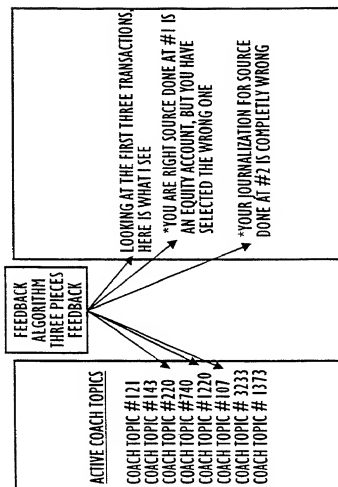 FEEDBACK
ALGORITHM
THREE PIECES
FEEDBACK
ACTIVE COACH TOPICS
COACH TOPIC #121
COACH TOPIC #143
COACH TOPIC #220
COACH TOPIC #740
COACH TOPIC #1220
COACH TOPIC #107
COACH TOPIC # 3233
COACH TOPIC # 1373
LOOKING AT THE FIRST THREE TRANSACTIONS,
HERE IS WHAT I SEE
*YOU ARE RIGHT SOURCE DONE AT #1 IS
AN EQUITY ACCOUNT, BUT YOU HAVE
SELECTED THE WRONG ONE
*YOUR JOURNALIZATION FOR SOURCE
DONE AT #2 IS COMPLETLY WRONG